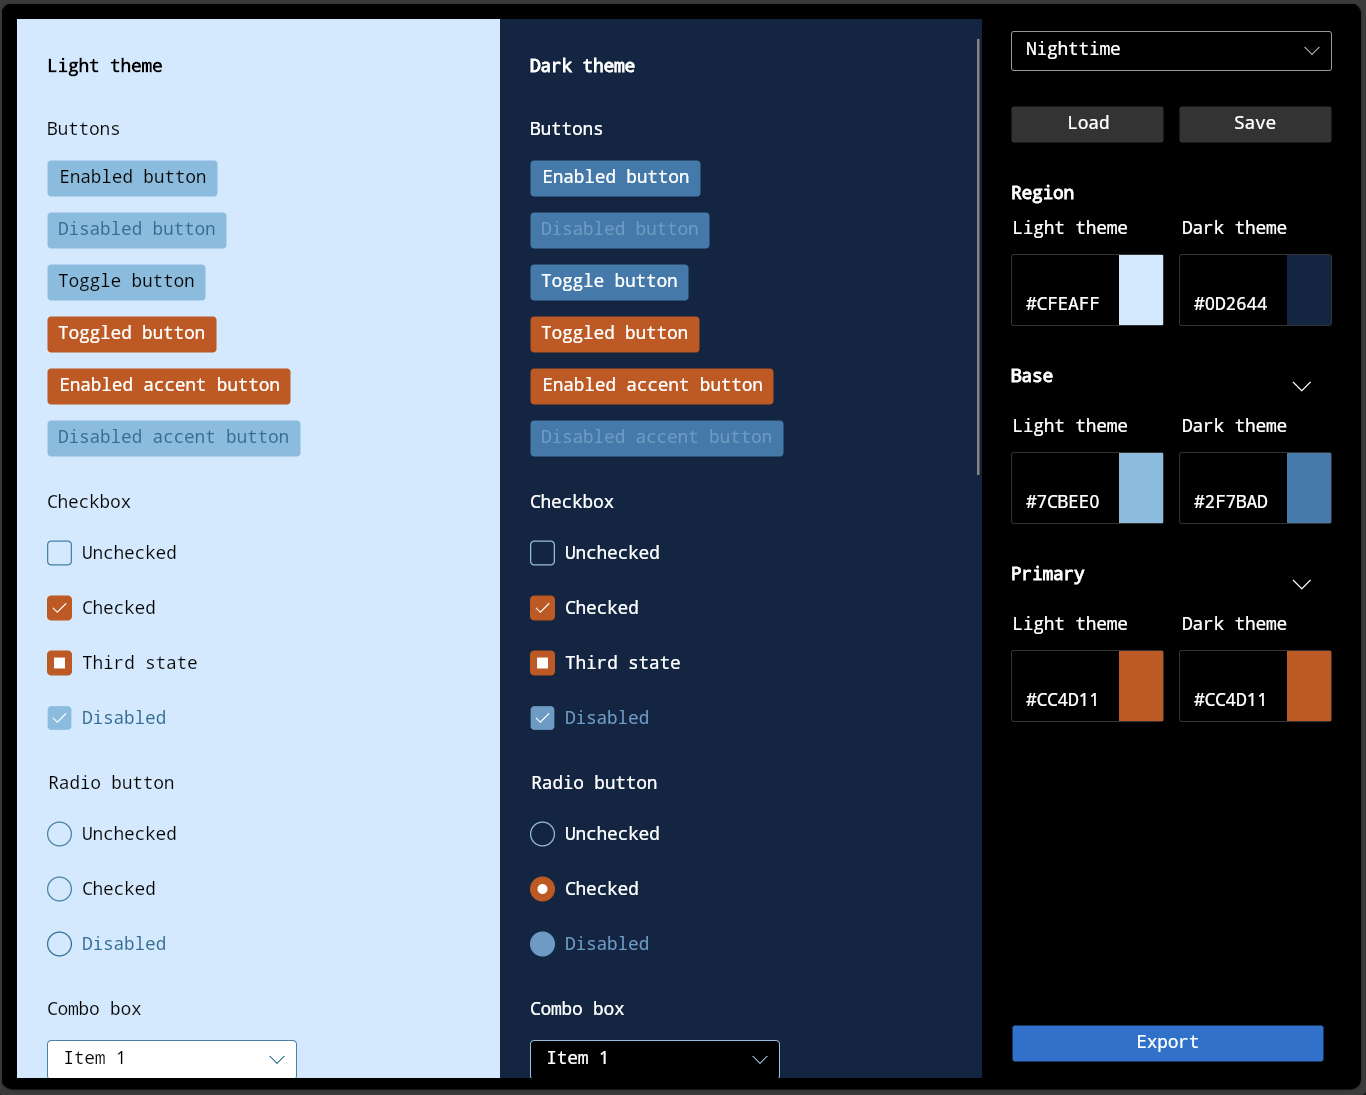 Light theme
Buttons
Enabled button
Disabled button
Toggle button
Toggled button
Enabled accent button
Disabled accent button
Checkbox
Unchecked
Checked
Third state
Disabled
Radio button
Unchecked
Checked
Disabled
Combo box
Item 1
Dark theme
Buttons
Enabled button
Disabled button
Toggle button
Toggled button
Enabled accent button
Disabled accent button
Checkbox
Unchecked
Checked
Third state
Disabled
Radio button
Unchecked
Checked
Disabled
Combo box
Item 1
Nighttime
Load Save
Region
Light theme Dark theme
#CFEAFF #0D2644
Base
Light theme Dark theme
#7CBEE0 #2F7BAD
Primary
Light theme Dark theme
#CC4D11 #CC4D11
Export